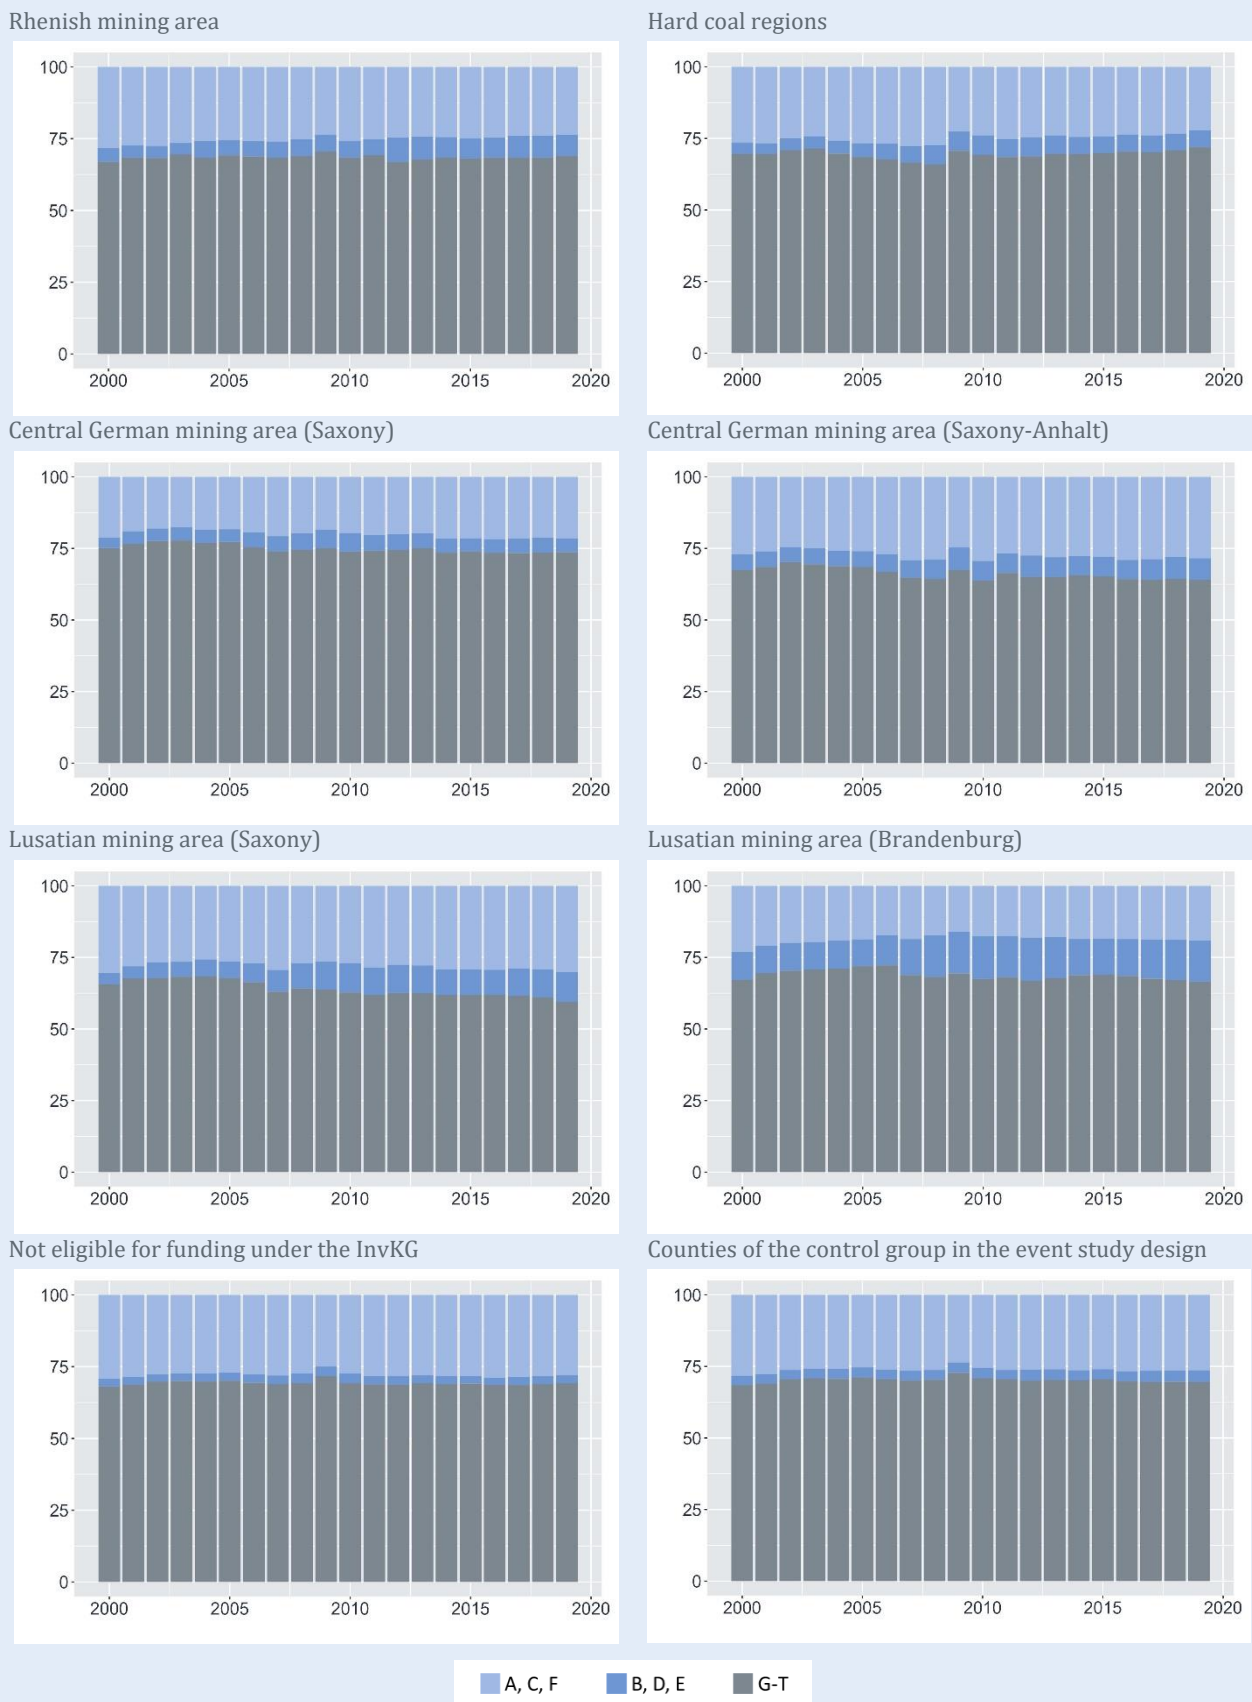 Rhenish mining area
Hard coal regions
100
75
50
25
0
2000 2005 2010 2015 2020
100
75
50
25
0
2000 2005 2010 2015 2020
Central German mining area (Saxony)
Central German mining area (Saxony-Anhalt)
100
75
50
25
0
2000 2005 2010 2015 2020
100
75
50
25
0
2000 2005 2010 2015 2020
Lusatian mining area (Saxony)
Lusatian mining area (Brandenburg)
100
75
50
25
0
2000 2005 2010 2015 2020
100
75
50
25
0
2000 2005 2010 2015 2020
Not eligible for funding under the InvKG
Counties of the control group in the event study design
100
75
50
25
0
2000 2005 2010 2015 2020
100
75
50
25
0
2000 2005 2010 2015 2020
A, C, F B, D, E G-T